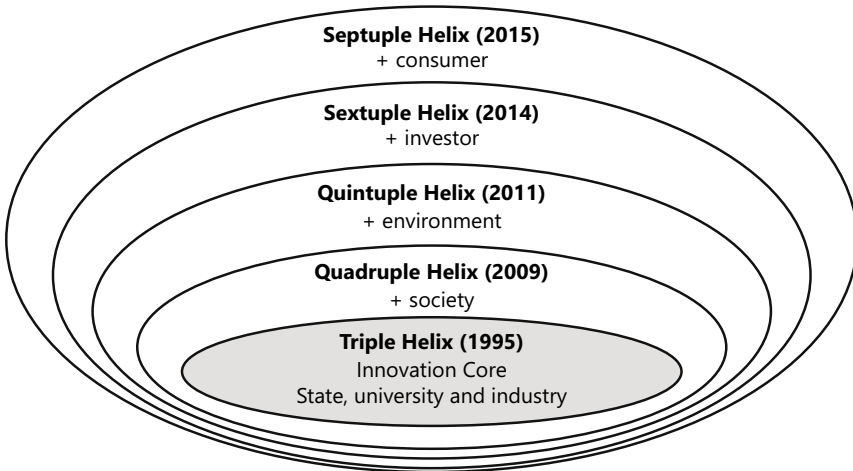 Septuple Helix (2015)
+ consumer
Sextuple Helix (2014)
+ investor
Quintuple Helix (2011)
+ environment
Quadruple Helix (2009)
+ society
Triple Helix (1995)
Innovation Core
State, university and industry